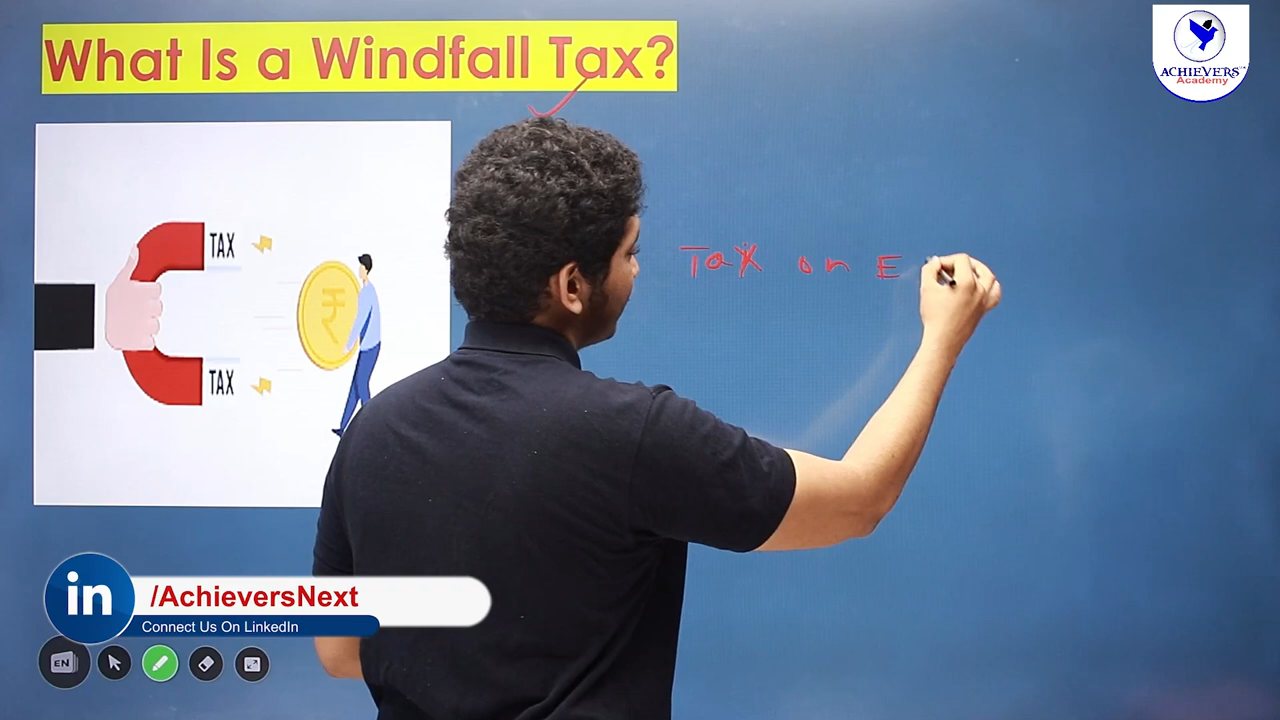 What Is a Windfall Tax?
ACHIEVERS
Academy
TAX
₹
TAX
Tax on E
/AchieversNext
Connect Us On LinkedIn
in
EN